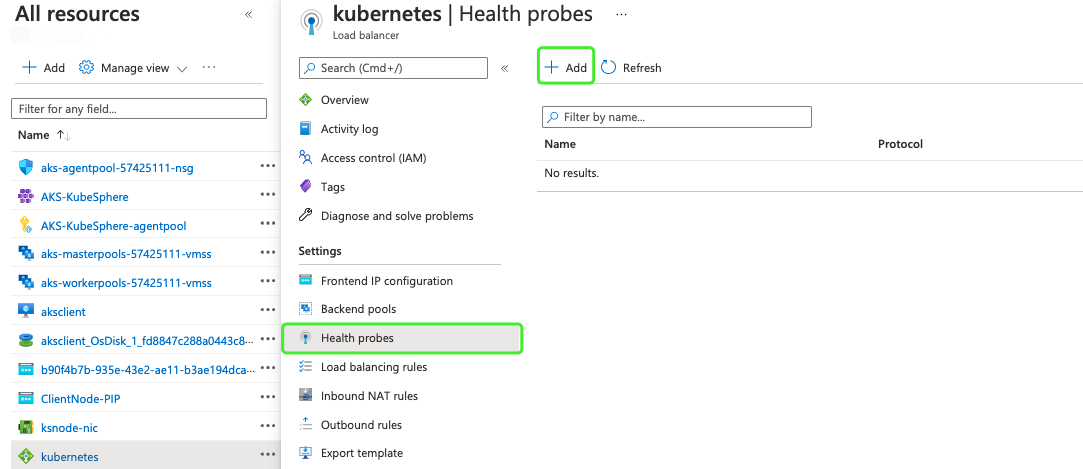 All resources «
Add Manage view ···
Filter for any field...
Name ↑↓
aks-agentpool-57425111-nsg ···
AKS-KubeSphere ···
AKS-KubeSphere-agentpool ···
aks-masterpools-57425111-vmss ···
aks-workerpools-57425111-vmss ···
aksclient ···
aksclient_OsDisk_1_fd8847c288a0443c8... ···
b90f4b7b-935e-43e2-ae11-b3ae194dca... ···
ClientNode-PIP ···
ksnode-nic ···
kubernetes ···
kubernetes | Health probes ···
Load balancer
Search (Cmd+/) «
Overview
Activity log
Access control (IAM)
Tags
Diagnose and solve problems
Settings
Frontend IP configuration
Backend pools
Health probes
Load balancing rules
Inbound NAT rules
Outbound rules
Export template
Add Refresh
Filter by name...
Name Protocol
No results.